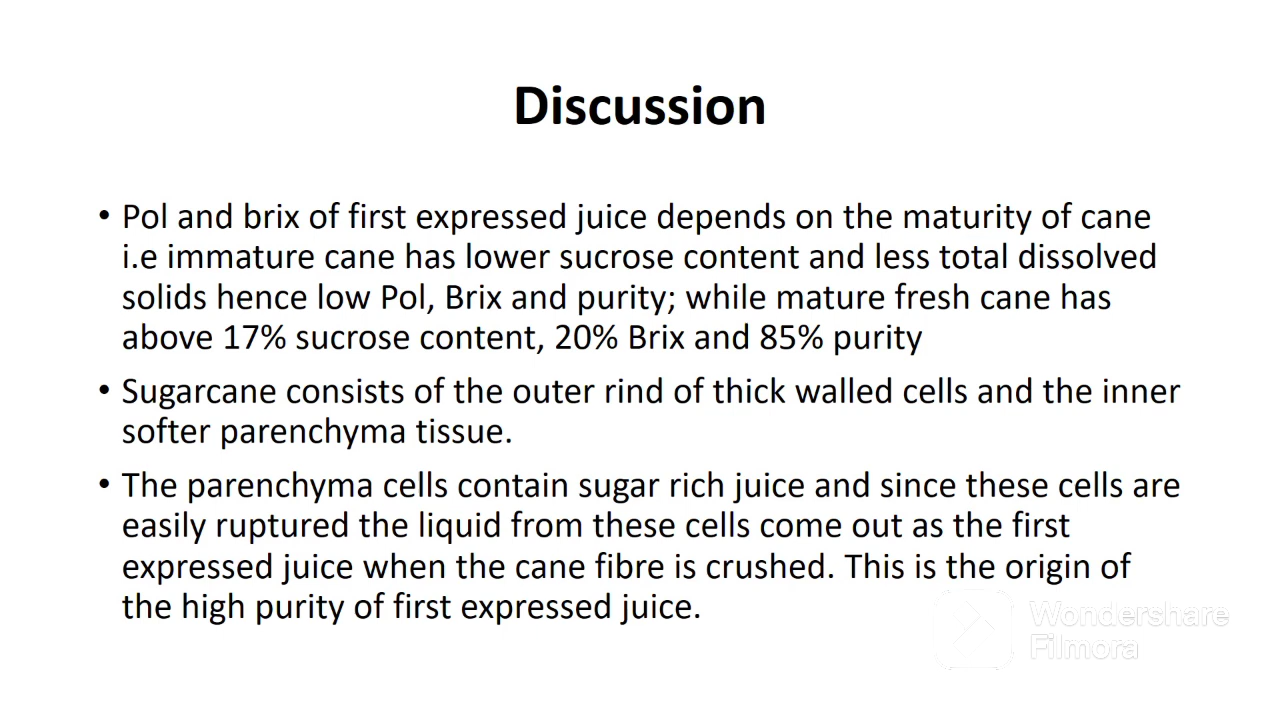 Discussion
• Pol and brix of first expressed juice depends on the maturity of cane
i.e immature cane has lower sucrose content and less total dissolved
solids hence low Pol, Brix and purity; while mature fresh cane has
above 17% sucrose content, 20% Brix and 85% purity
• Sugarcane consists of the outer rind of thick walled cells and the inner
softer parenchyma tissue.
• The parenchyma cells contain sugar rich juice and since these cells are
easily ruptured the liquid from these cells come out as the first
expressed juice when the cane fibre is crushed. This is the origin of
the high purity of first expressed juice.
Wondershare
Filmora